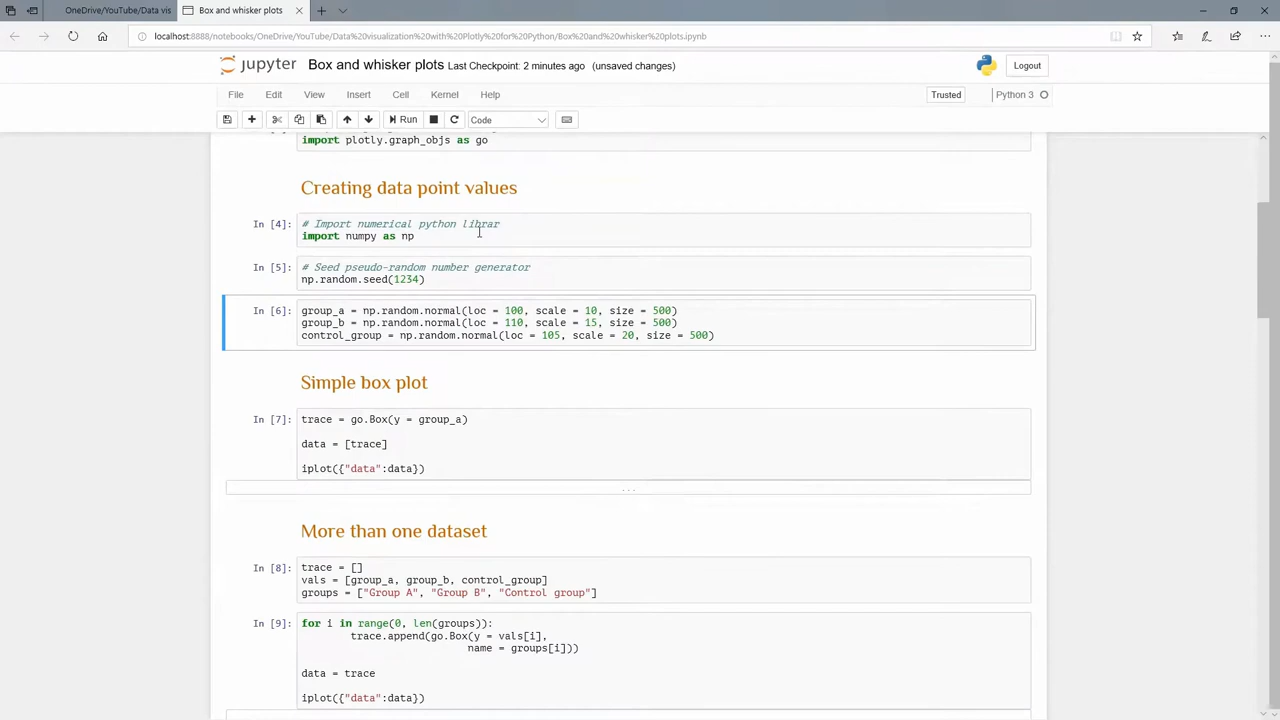 OneDrive/YouTube/Data vis
Box and whisker plots
localhost:8888/notebooks/OneDrive/YouTube/Data%20visualization%20with%20Plotly%20for%20Python/Box%20and%20whisker%20plots.ipynb
jupyter Box and whisker plots Last Checkpoint: 2 minutes ago (unsaved changes)
Logout
File Edit View Insert Cell Kernel Help
Trusted
Python 3
Run
Code
import plotly.graph_objs as go
Creating data point values
In [4]: # Import numerical python librar
import numpy as np
In [5]: # Seed pseudo-random number generator
np.random.seed(1234)
In [6]: group_a = np.random.normal(loc = 100, scale = 10, size = 500)
group_b = np.random.normal(loc = 110, scale = 15, size = 500)
control_group = np.random.normal(loc = 105, scale = 20, size = 500)
Simple box plot
In [7]: trace = go.Box(y = group_a)
data = [trace]
iplot({"data":data})
...
More than one dataset
In [8]: trace = []
vals = [group_a, group_b, control_group]
groups = ["Group A", "Group B", "Control group"]
In [9]: for i in range(0, len(groups)):
trace.append(go.Box(y = vals[i],
name = groups[i]))
data = trace
iplot({"data":data})